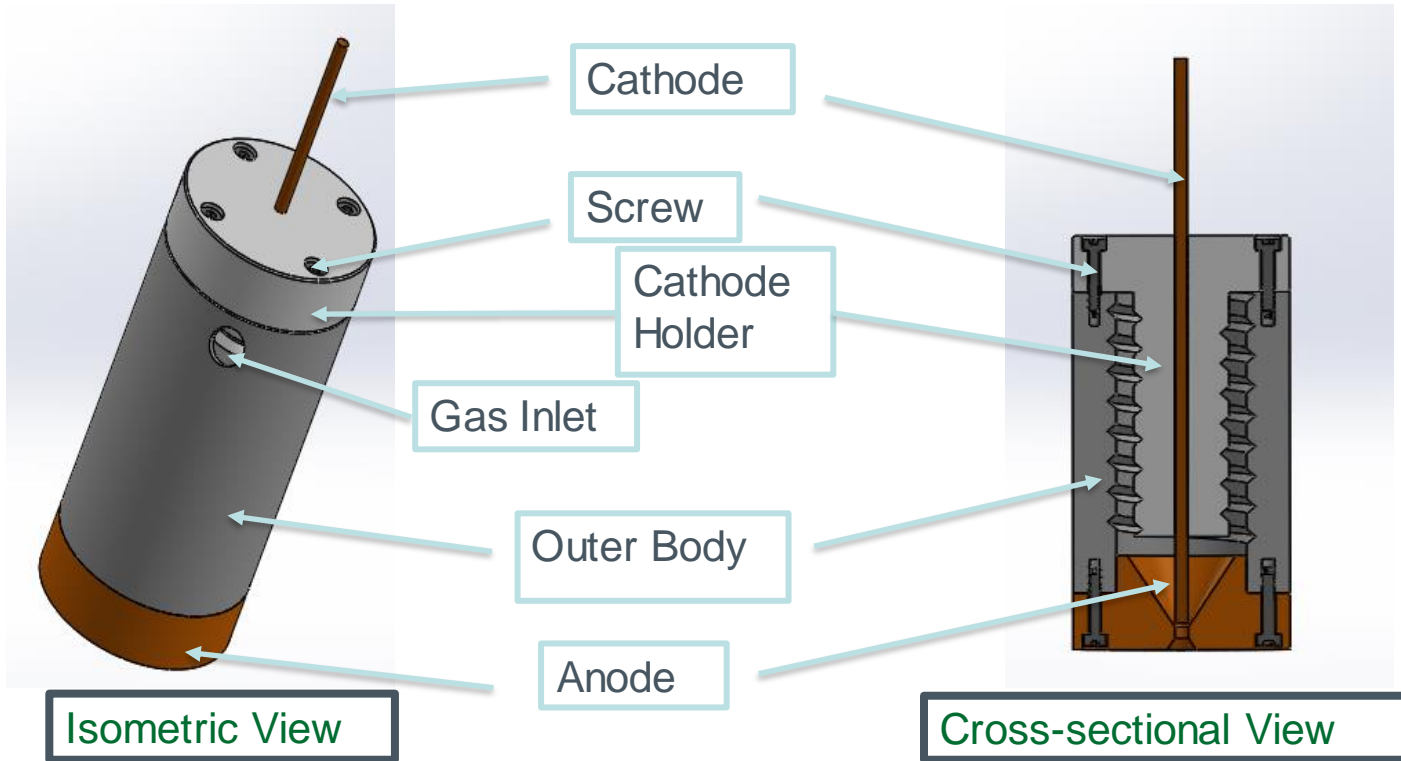 Cathode
Screw
Cathode
Holder
Gas Inlet
Outer Body
Anode
Isometric View
Cross-sectional View